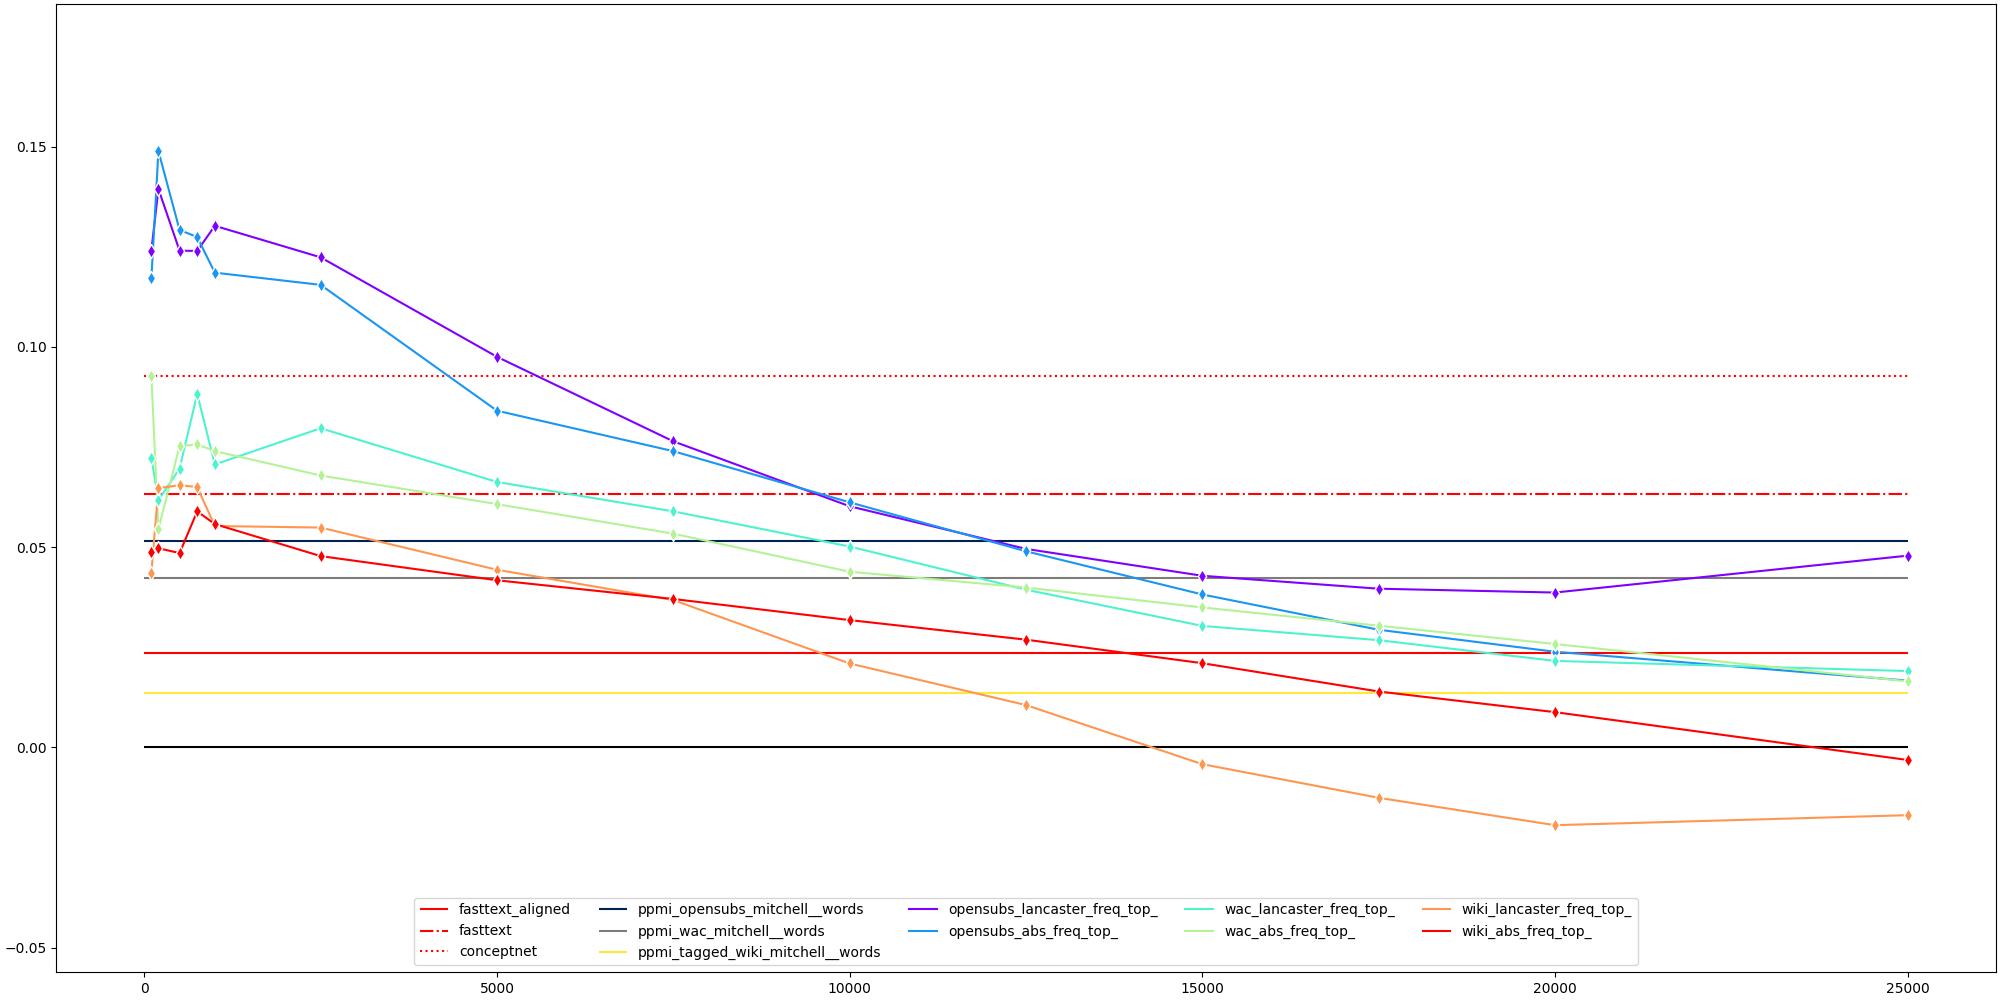 0.15
0.10
0.05
0.00
−0.05
fasttext_aligned
fasttext
conceptnet
ppmi_opensubs_mitchell__words
ppmi_wac_mitchell__words
ppmi_tagged_wiki_mitchell__words
opensubs_lancaster_freq_top_
opensubs_abs_freq_top_
wac_lancaster_freq_top_
wac_abs_freq_top_
wiki_lancaster_freq_top_
wiki_abs_freq_top_
0 5000 10000 15000 20000 25000